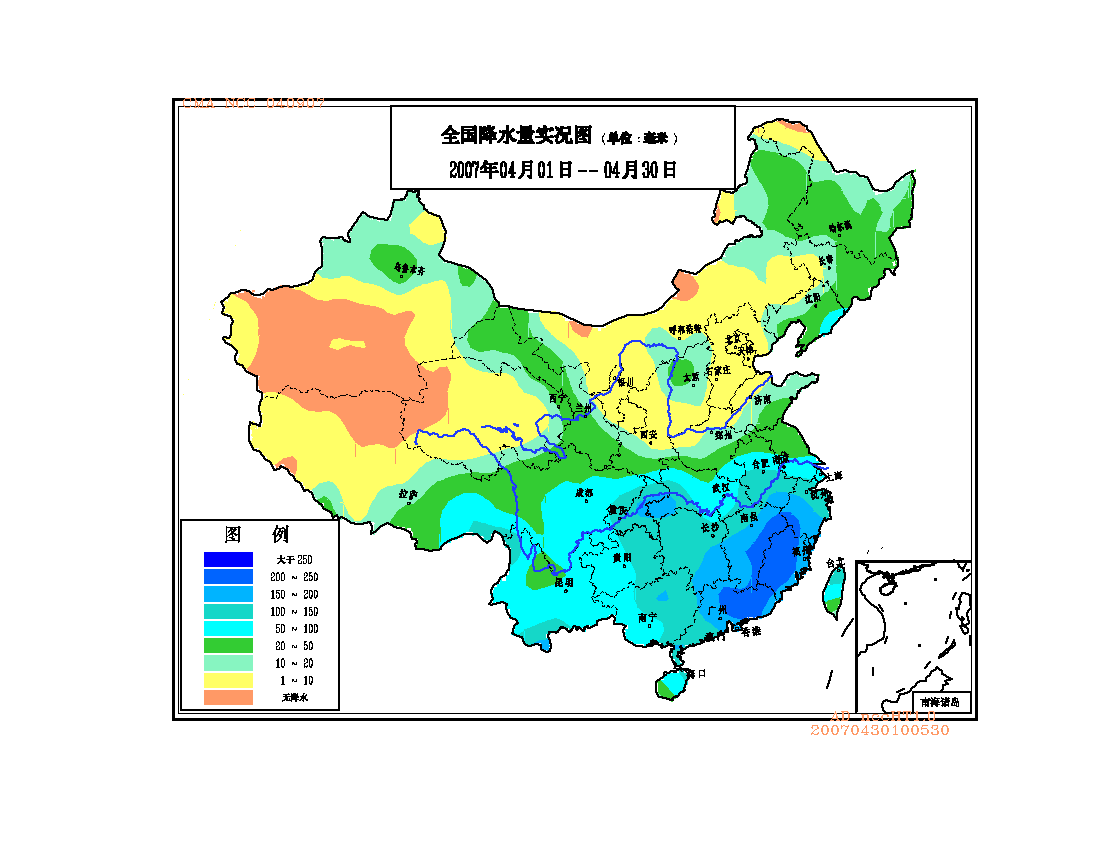 CMA NCC 040902
全国降水量实况图（单位：毫米）
2007年04月01日 -- 04月30日
哈尔滨
长春
乌鲁木齐
沈阳
呼和浩特
北京
天津
石家庄
太原
银川
西宁
兰州
济南
西安
郑州
拉萨
成都
合肥
南京
上海
武汉
杭州
重庆
长沙
南昌
贵阳
福州
昆明
台北
广州
南宁
澳门
香港
海口
图 例
大于 250
200 ~ 250
150 ~ 200
100 ~ 150
50 ~ 100
20 ~ 50
10 ~ 20
1 ~ 10
无降水
南海诸岛
20070430100530